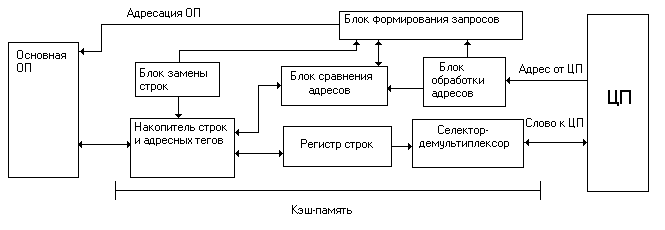 Адресация ОП
Блок формирования запросов
Основная
ОП
Блок замены
строк
Блок сравнения
адресов
Блок
обработки
адресов
Адрес от ЦП
ЦП
Накопитель строк
и адресных тегов
Регистр строк
Селектор-
демультиплексор
Слово к ЦП
Кэш-память